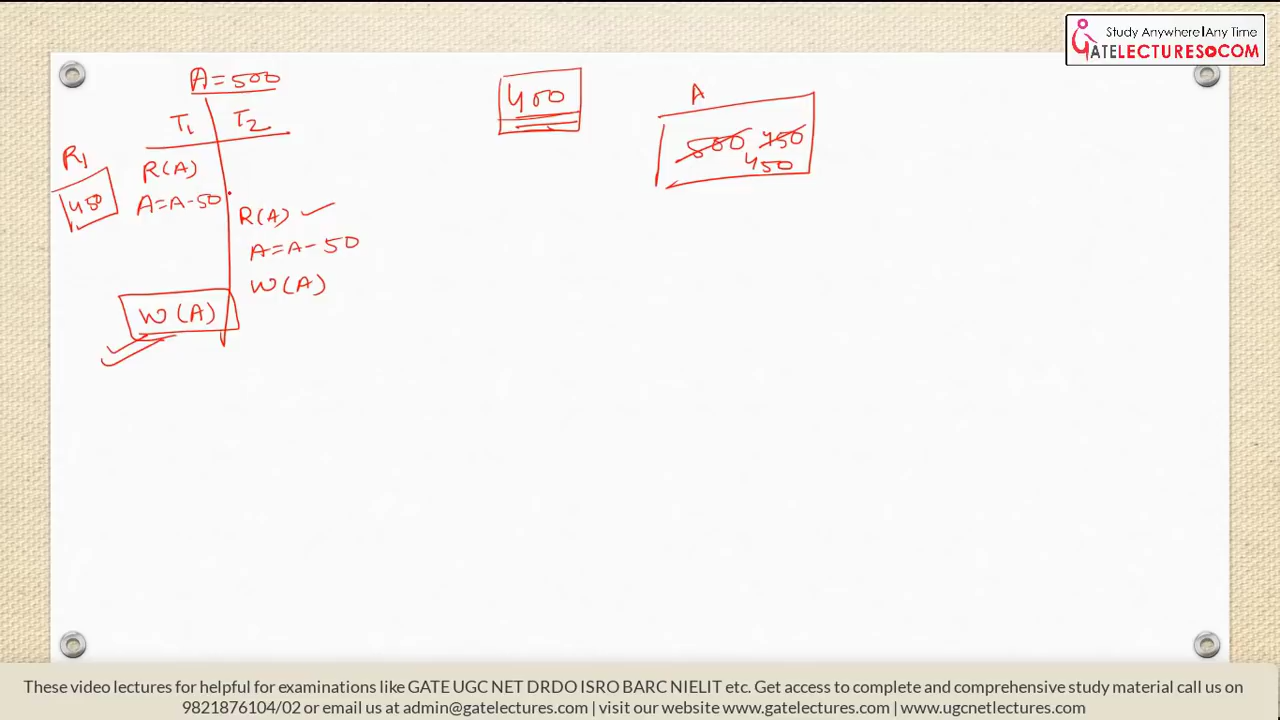 Study Anywhere|Any Time
GATELECTURES.COM
A=500
T1 T2
R1
450
R(A)
A=A-50
R(A)
A=A-50
W(A)
W(A)
400
A
500 450
450
These video lectures for helpful for examinations like GATE UGC NET DRDO ISRO BARC NIELIT etc. Get access to complete and comprehensive study material call us on
9821876104/02 or email us at admin@gatelectures.com | visit our website www.gatelectures.com | www.ugcnetlectures.com